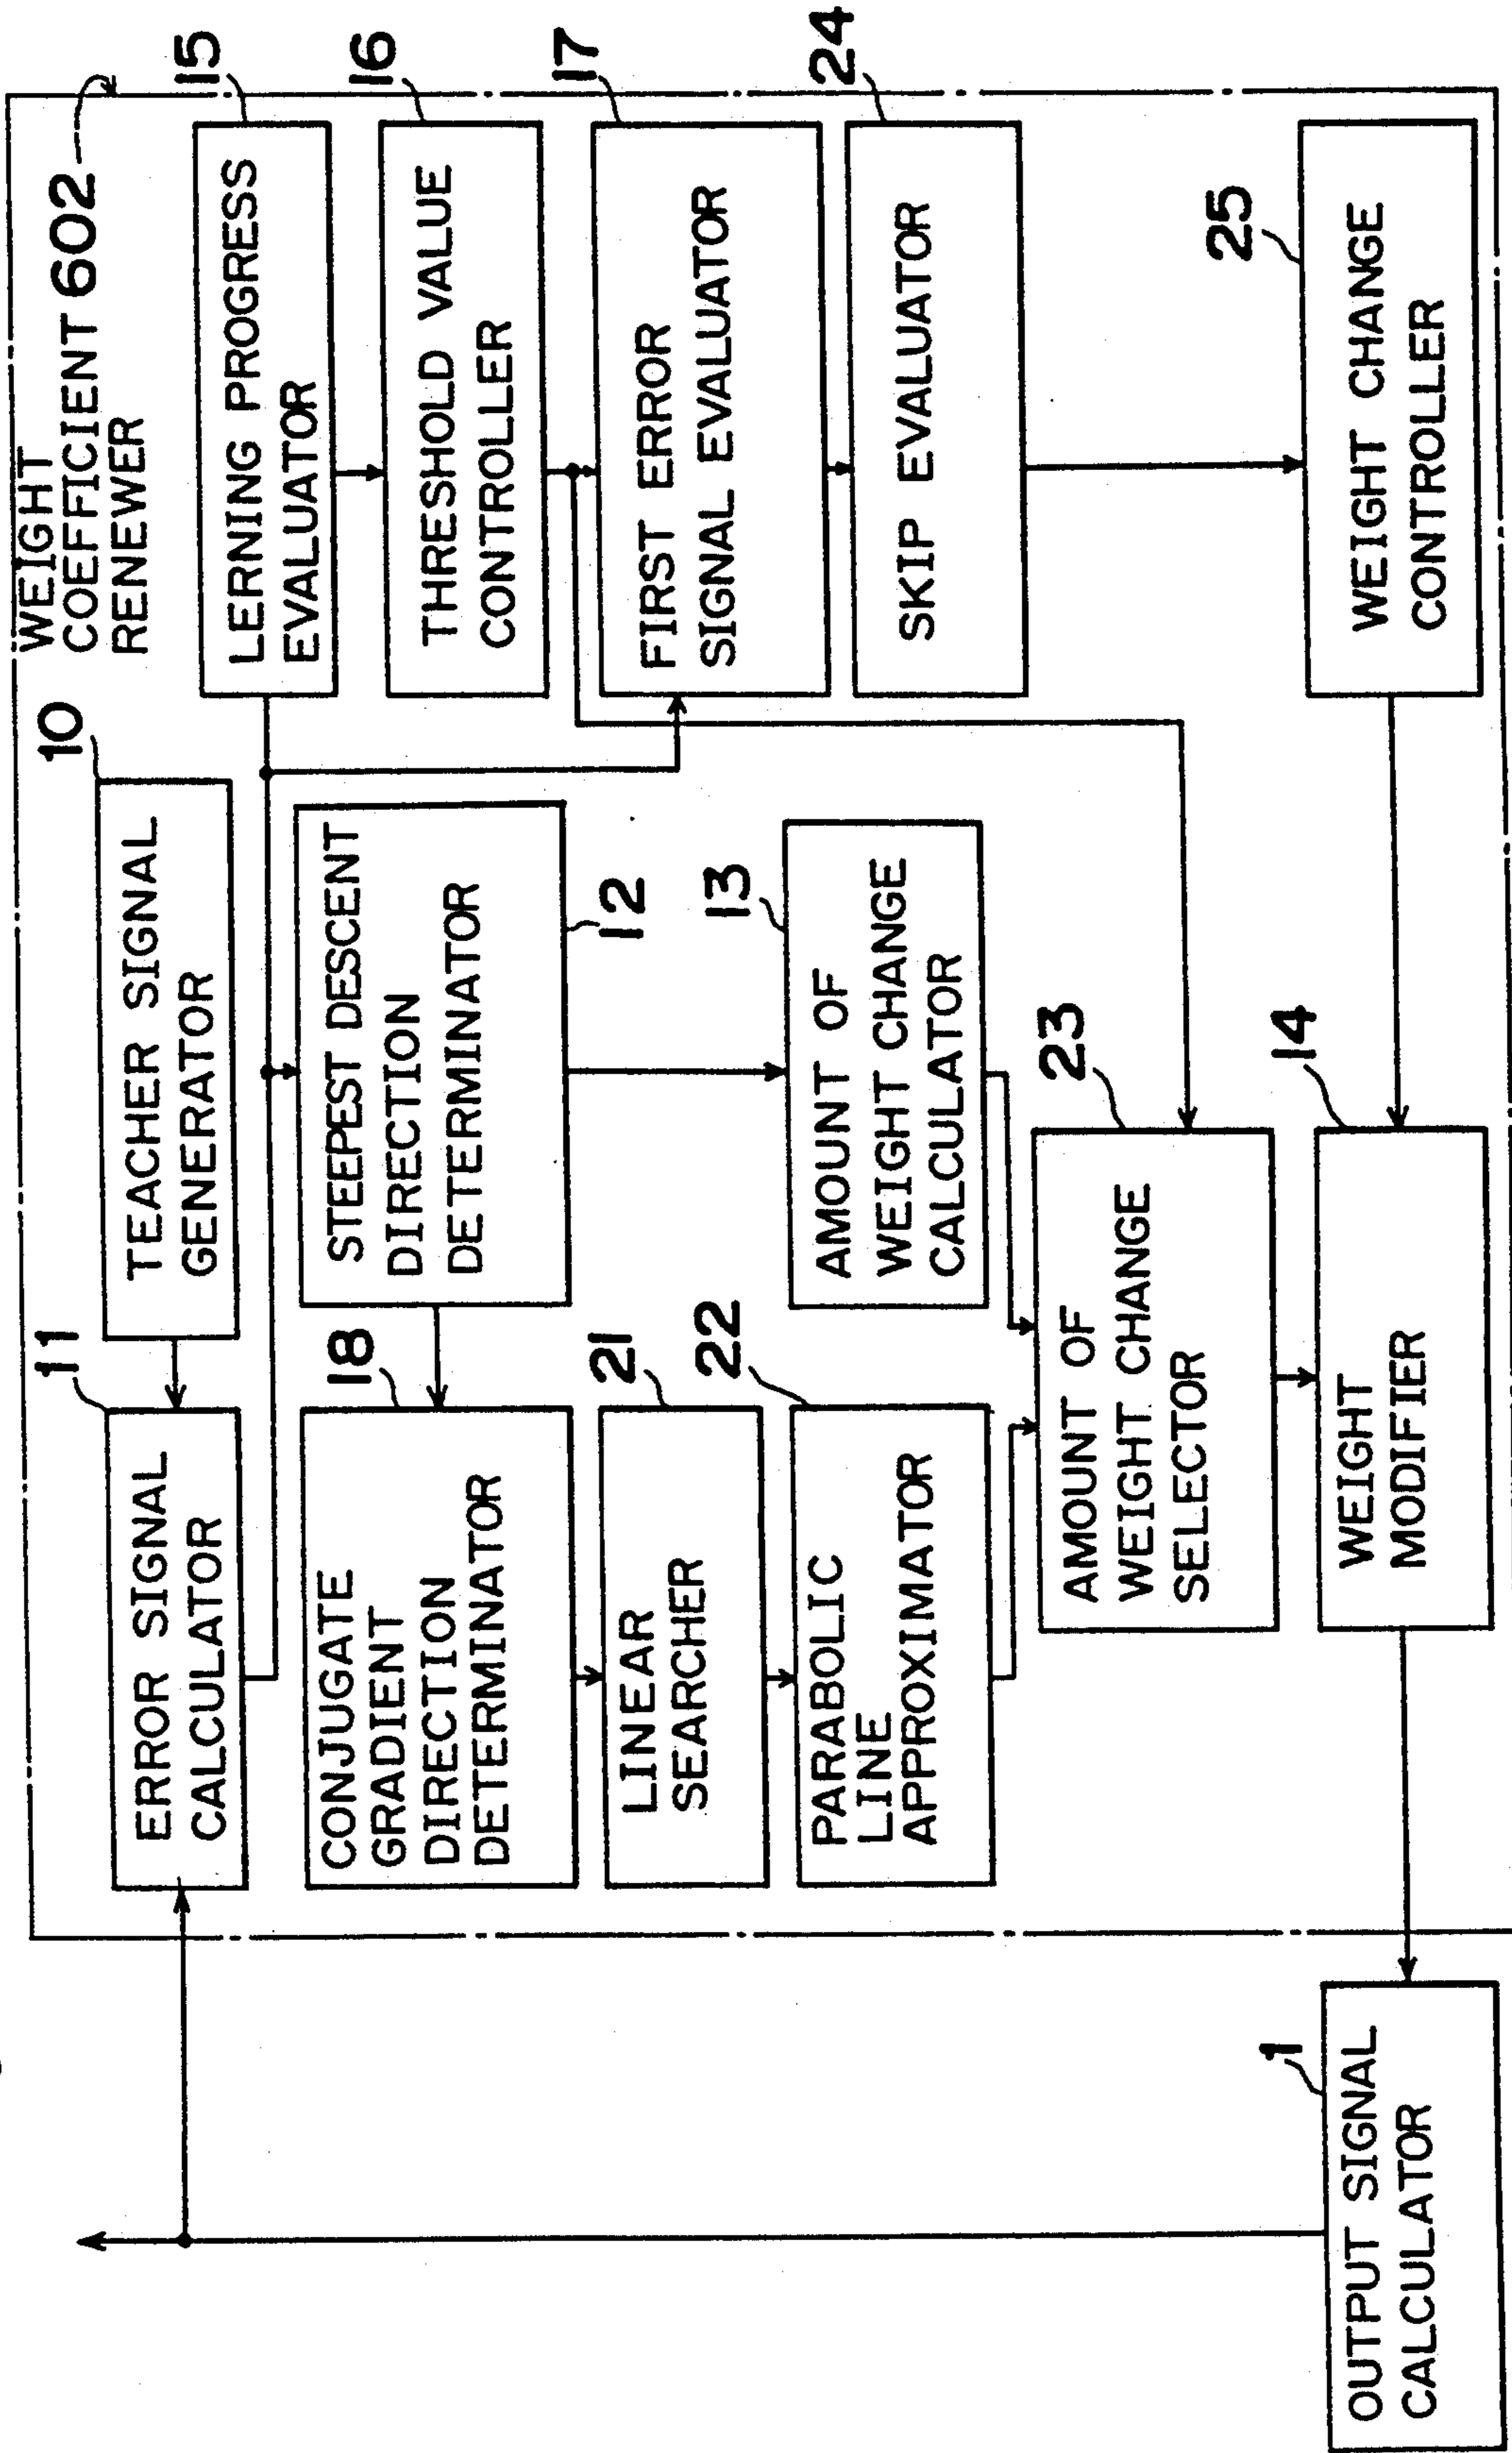 WEIGHT
COEFFICIENT 602
RENEWER
11
10
15
ERROR SIGNAL
CALCULATOR
TEACHER SIGNAL
GENERATOR
LERNING PROGRESS
EVALUATOR
18
16
CONJUGATE
GRADIENT
DIRECTION
DETERMINATOR
STEEPEST DESCENT
DIRECTION
DETERMINATOR
12
THRESHOLD VALUE
CONTROLLER
17
21
LINEAR
SEARCHER
FIRST ERROR
SIGNAL EVALUATOR
22
13
24
PARABOLIC
LINE
APPROXIMATOR
AMOUNT OF
WEIGHT CHANGE
CALCULATOR
SKIP EVALUATOR
23
AMOUNT OF
WEIGHT CHANGE
SELECTOR
25
1
14
OUTPUT SIGNAL
CALCULATOR
WEIGHT
MODIFIER
WEIGHT CHANGE
CONTROLLER